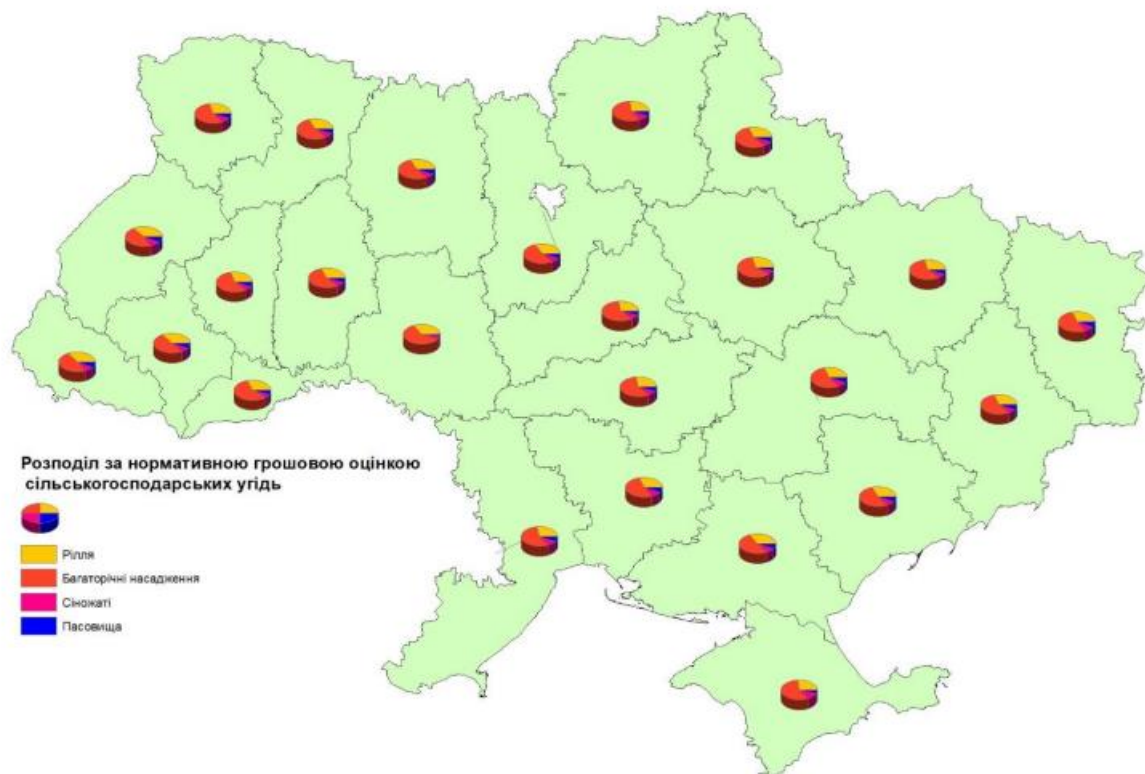 Розподіл за нормативною грошовою оцінкою
сільськогосподарських угідь
Рілля
Багаторічні насадження
Сіножаті
Пасовища